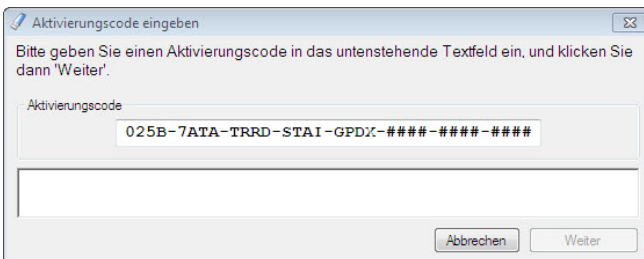 Aktivierungscode eingeben
Bitte geben Sie einen Aktivierungscode in das untenstehende Textfeld ein, und klicken Sie
dann 'Weiter'.
Aktivierungscode
025B-7ATA-TRRD-STAI-GPDX-####-####-####
Abbrechen
Weiter